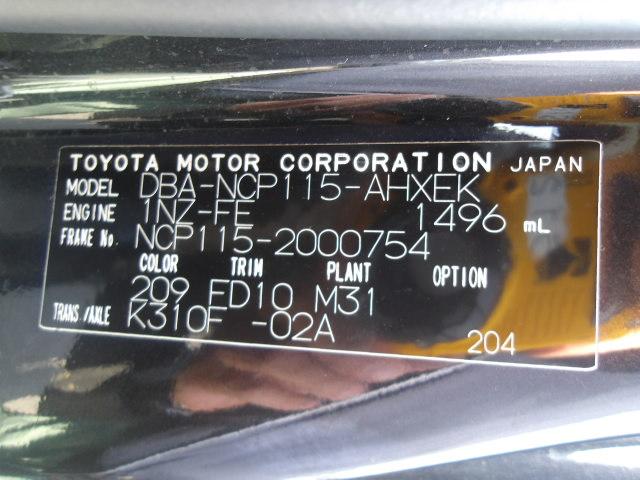 TOYOTA MOTOR CORPORATION JAPAN
MODEL DBA-NCP115-AHXEK
ENGINE 1NZ-FE 1496 mL
FRAME No. NCP115-2000754
COLOR TRIM PLANT OPTION
209 FD10 M31
TRANS./AXLE K310F -02A
204